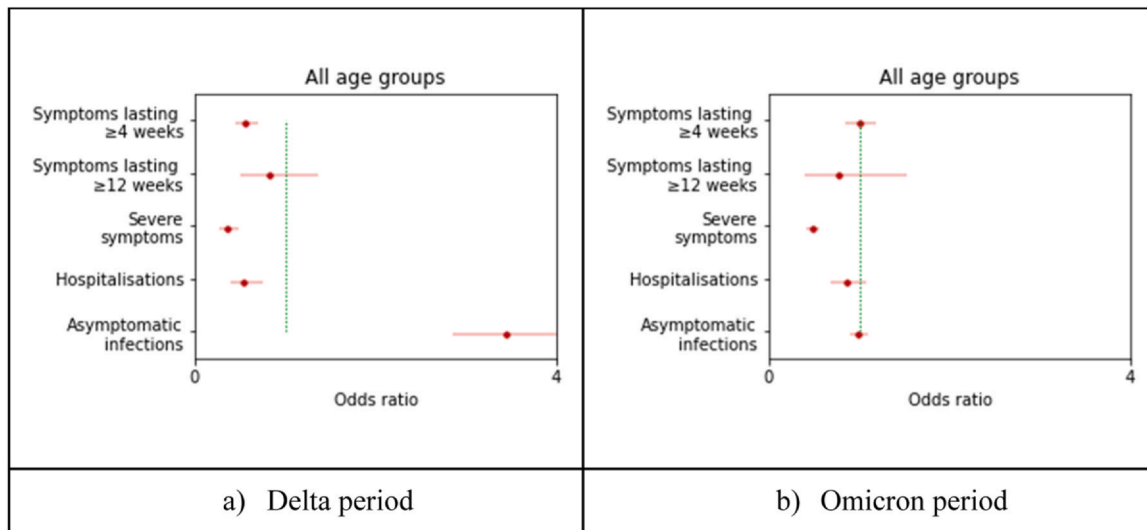 All age groups
Symptoms lasting
≥4 weeks
Symptoms lasting
≥12 weeks
Severe
symptoms
Hospitalisations
Asymptomatic
infections
0
4
Odds ratio
a) Delta period
All age groups
Symptoms lasting
≥4 weeks
Symptoms lasting
≥12 weeks
Severe
symptoms
Hospitalisations
Asymptomatic
infections
0
4
Odds ratio
b) Omicron period